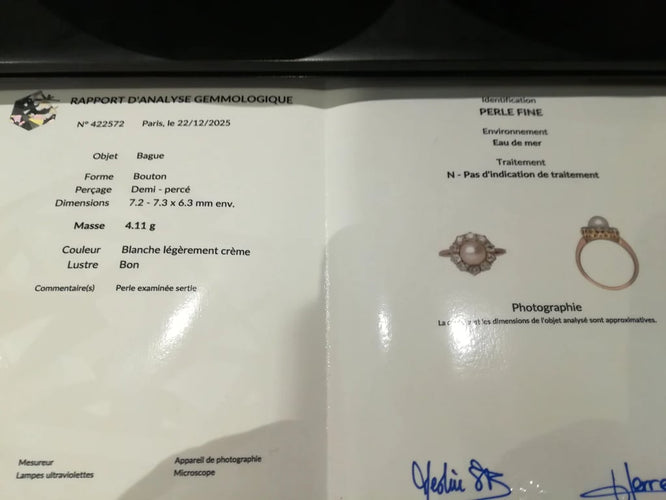 RAPPORT D'ANALYSE GEMMOLOGIQUE
N° 422572 Paris, le 22/12/2025
Objet Bague
Forme Bouton
Perçage Demi - percé
Dimensions 7.2 - 7.3 x 6.3 mm env.
Masse 4.11 g
Couleur Blanche légèrement crème
Lustre Bon
Commentaire(s) Perle examinée sertie
Mesureur Appareil de photographie
Lampes ultraviolettes Microscope
Identification
PERLE FINE
Environnement
Eau de mer
Traitement
N - Pas d'indication de traitement
Photographie
La et les dimensions de l'objet analysé sont approximatives.